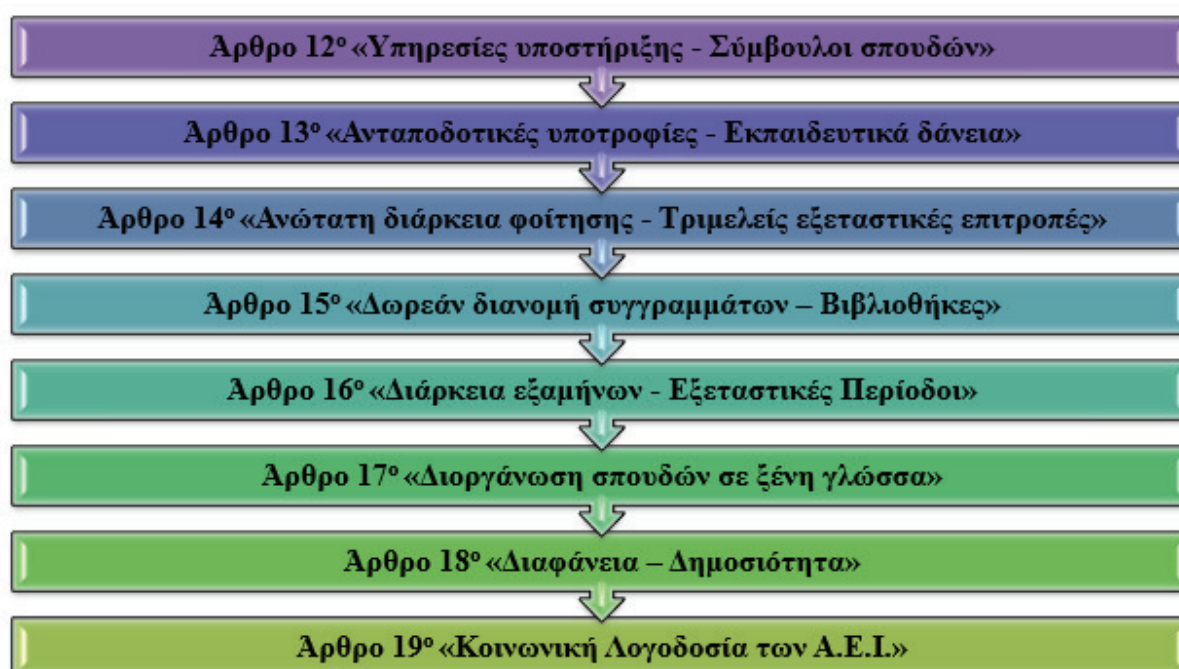 Άρθρο 12ο «Υπηρεσίες υποστήριξης - Σύμβουλοι σπουδών»
Άρθρο 13ο «Ανταποδοτικές υποτροφίες - Εκπαιδευτικά δάνεια»
Άρθρο 14ο «Ανώτατη διάρκεια φοίτησης - Τριμελείς εξεταστικές επιτροπές»
Άρθρο 15ο «Δωρεάν διανομή συγγραμμάτων – Βιβλιοθήκες»
Άρθρο 16ο «Διάρκεια εξαμήνων - Εξεταστικές Περίοδοι»
Άρθρο 17ο «Διοργάνωση σπουδών σε ξένη γλώσσα»
Άρθρο 18ο «Διαφάνεια – Δημοσιότητα»
Άρθρο 19ο «Κοινωνική Λογοδοσία των Α.Ε.Ι.»